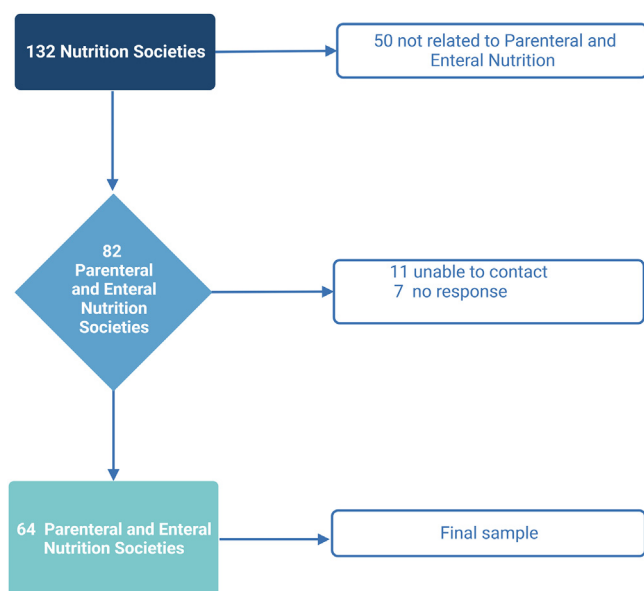 132 Nutrition Societies
50 not related to Parenteral and
Enteral Nutrition
82
Parenteral
and Enteral
Nutrition
Societies
11 unable to contact
7 no response
64 Parenteral and Enteral
Nutrition Societies
Final sample